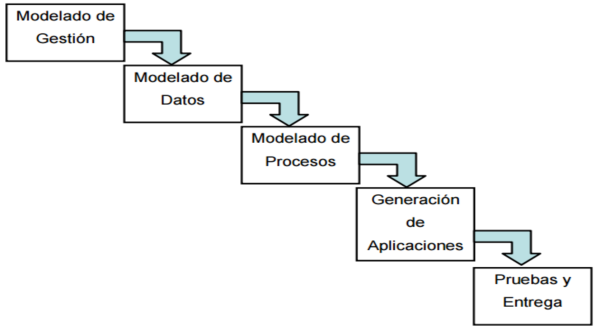 Modelado de
Gestión
Modelado de
Datos
Modelado de
Procesos
Generación
de
Aplicaciones
Pruebas y
Entrega